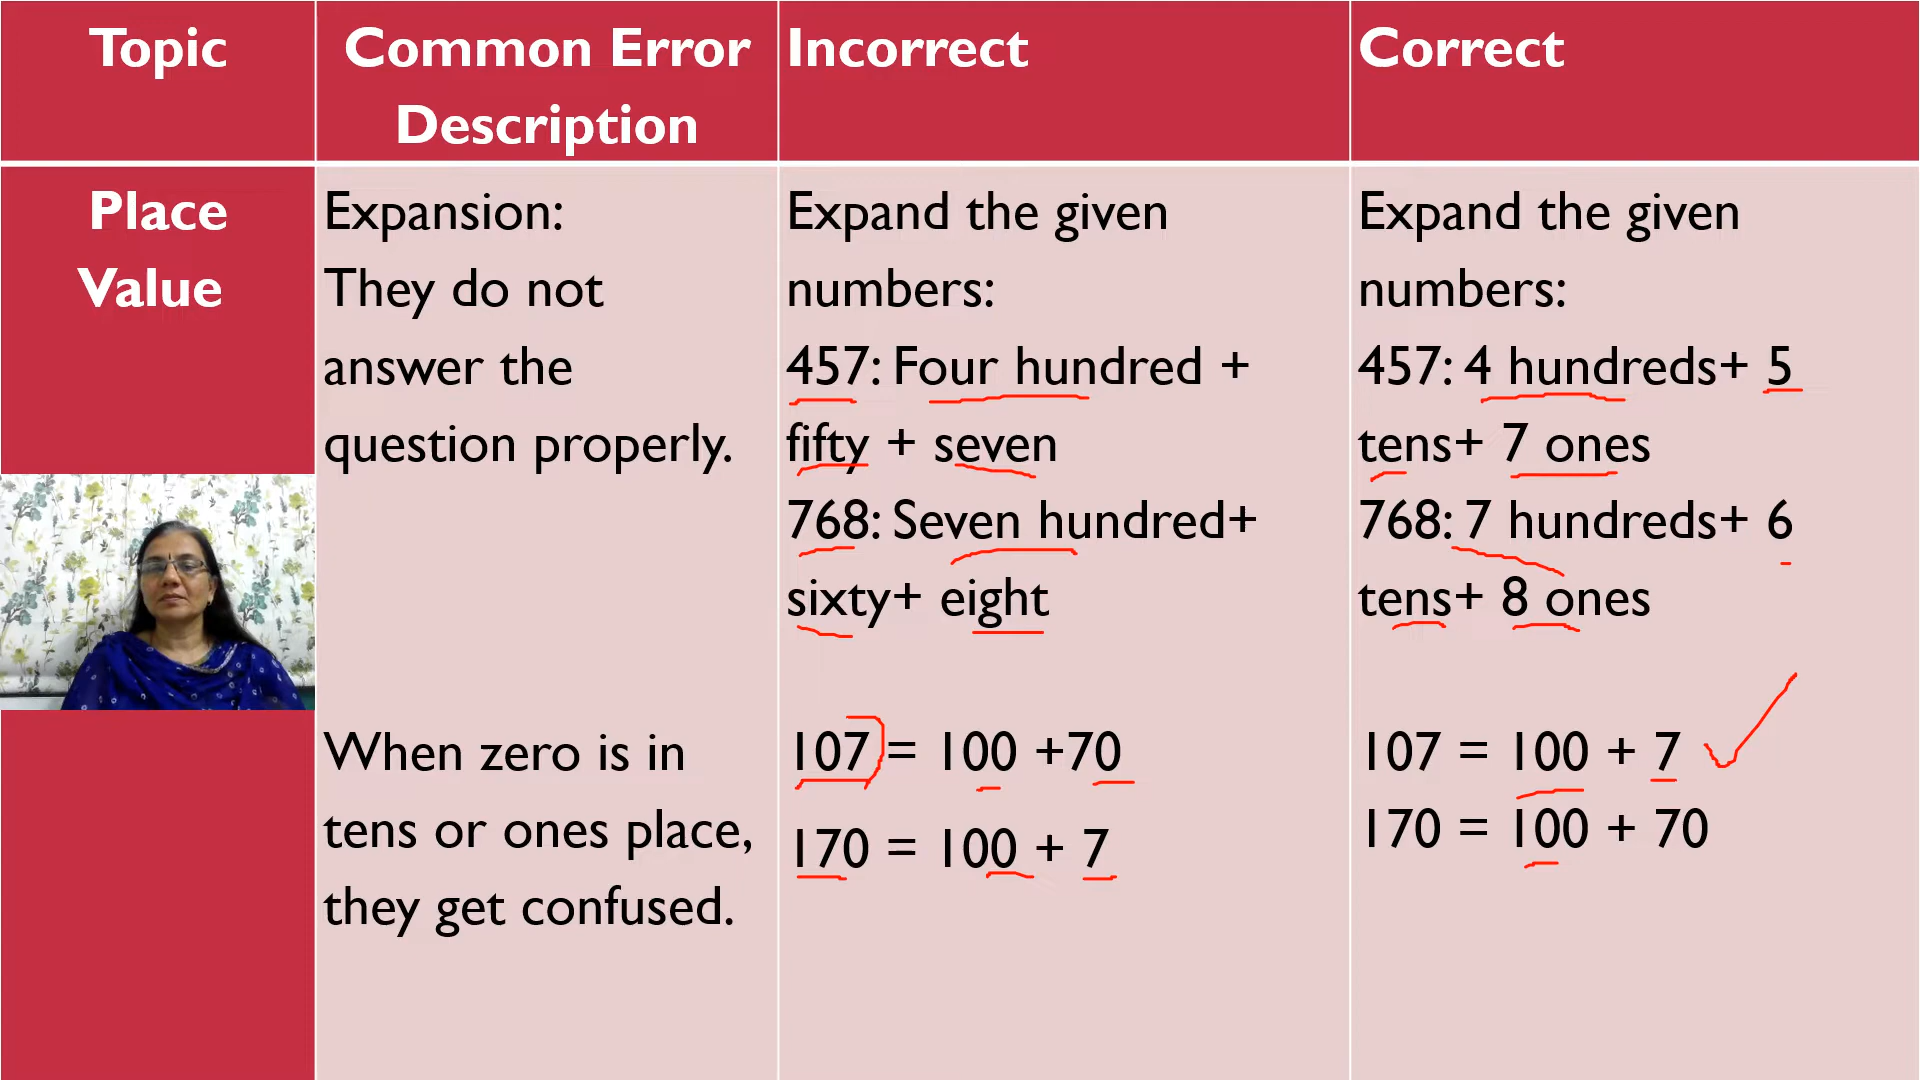 Topic
Common Error
Description
Incorrect
Correct
Place
Value
Expansion:
They do not
answer the
question properly.
When zero is in
tens or ones place,
they get confused.
Expand the given
numbers:
457: Four hundred +
fifty + seven
768: Seven hundred+
sixty+ eight
107 = 100 +70
170 = 100 + 7
Expand the given
numbers:
457: 4 hundreds+ 5
tens+ 7 ones
768: 7 hundreds+ 6
tens+ 8 ones
107 = 100 + 7
170 = 100 + 70